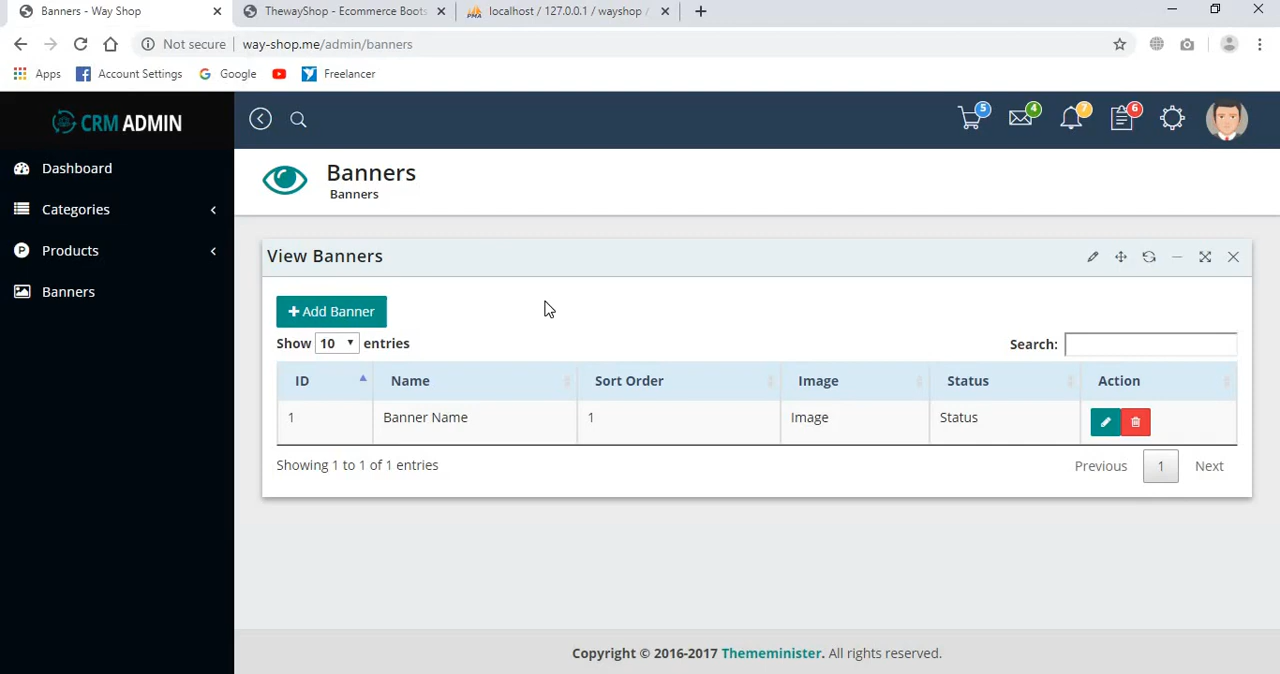 Banners - Way Shop
ThewayShop - Ecommerce Boots
localhost / 127.0.0.1 / wayshop /
Not secure
way-shop.me/admin/banners
Apps
Account Settings
Google
Freelancer
CRM ADMIN
5
4
7
6
Dashboard
Categories
Products
Banners
Banners
Banners
View Banners
+ Add Banner
Show 10 entries
Search:
ID Name Sort Order Image Status Action
1 Banner Name 1 Image Status
Showing 1 to 1 of 1 entries
Previous 1 Next
Copyright © 2016-2017 Thememinister. All rights reserved.